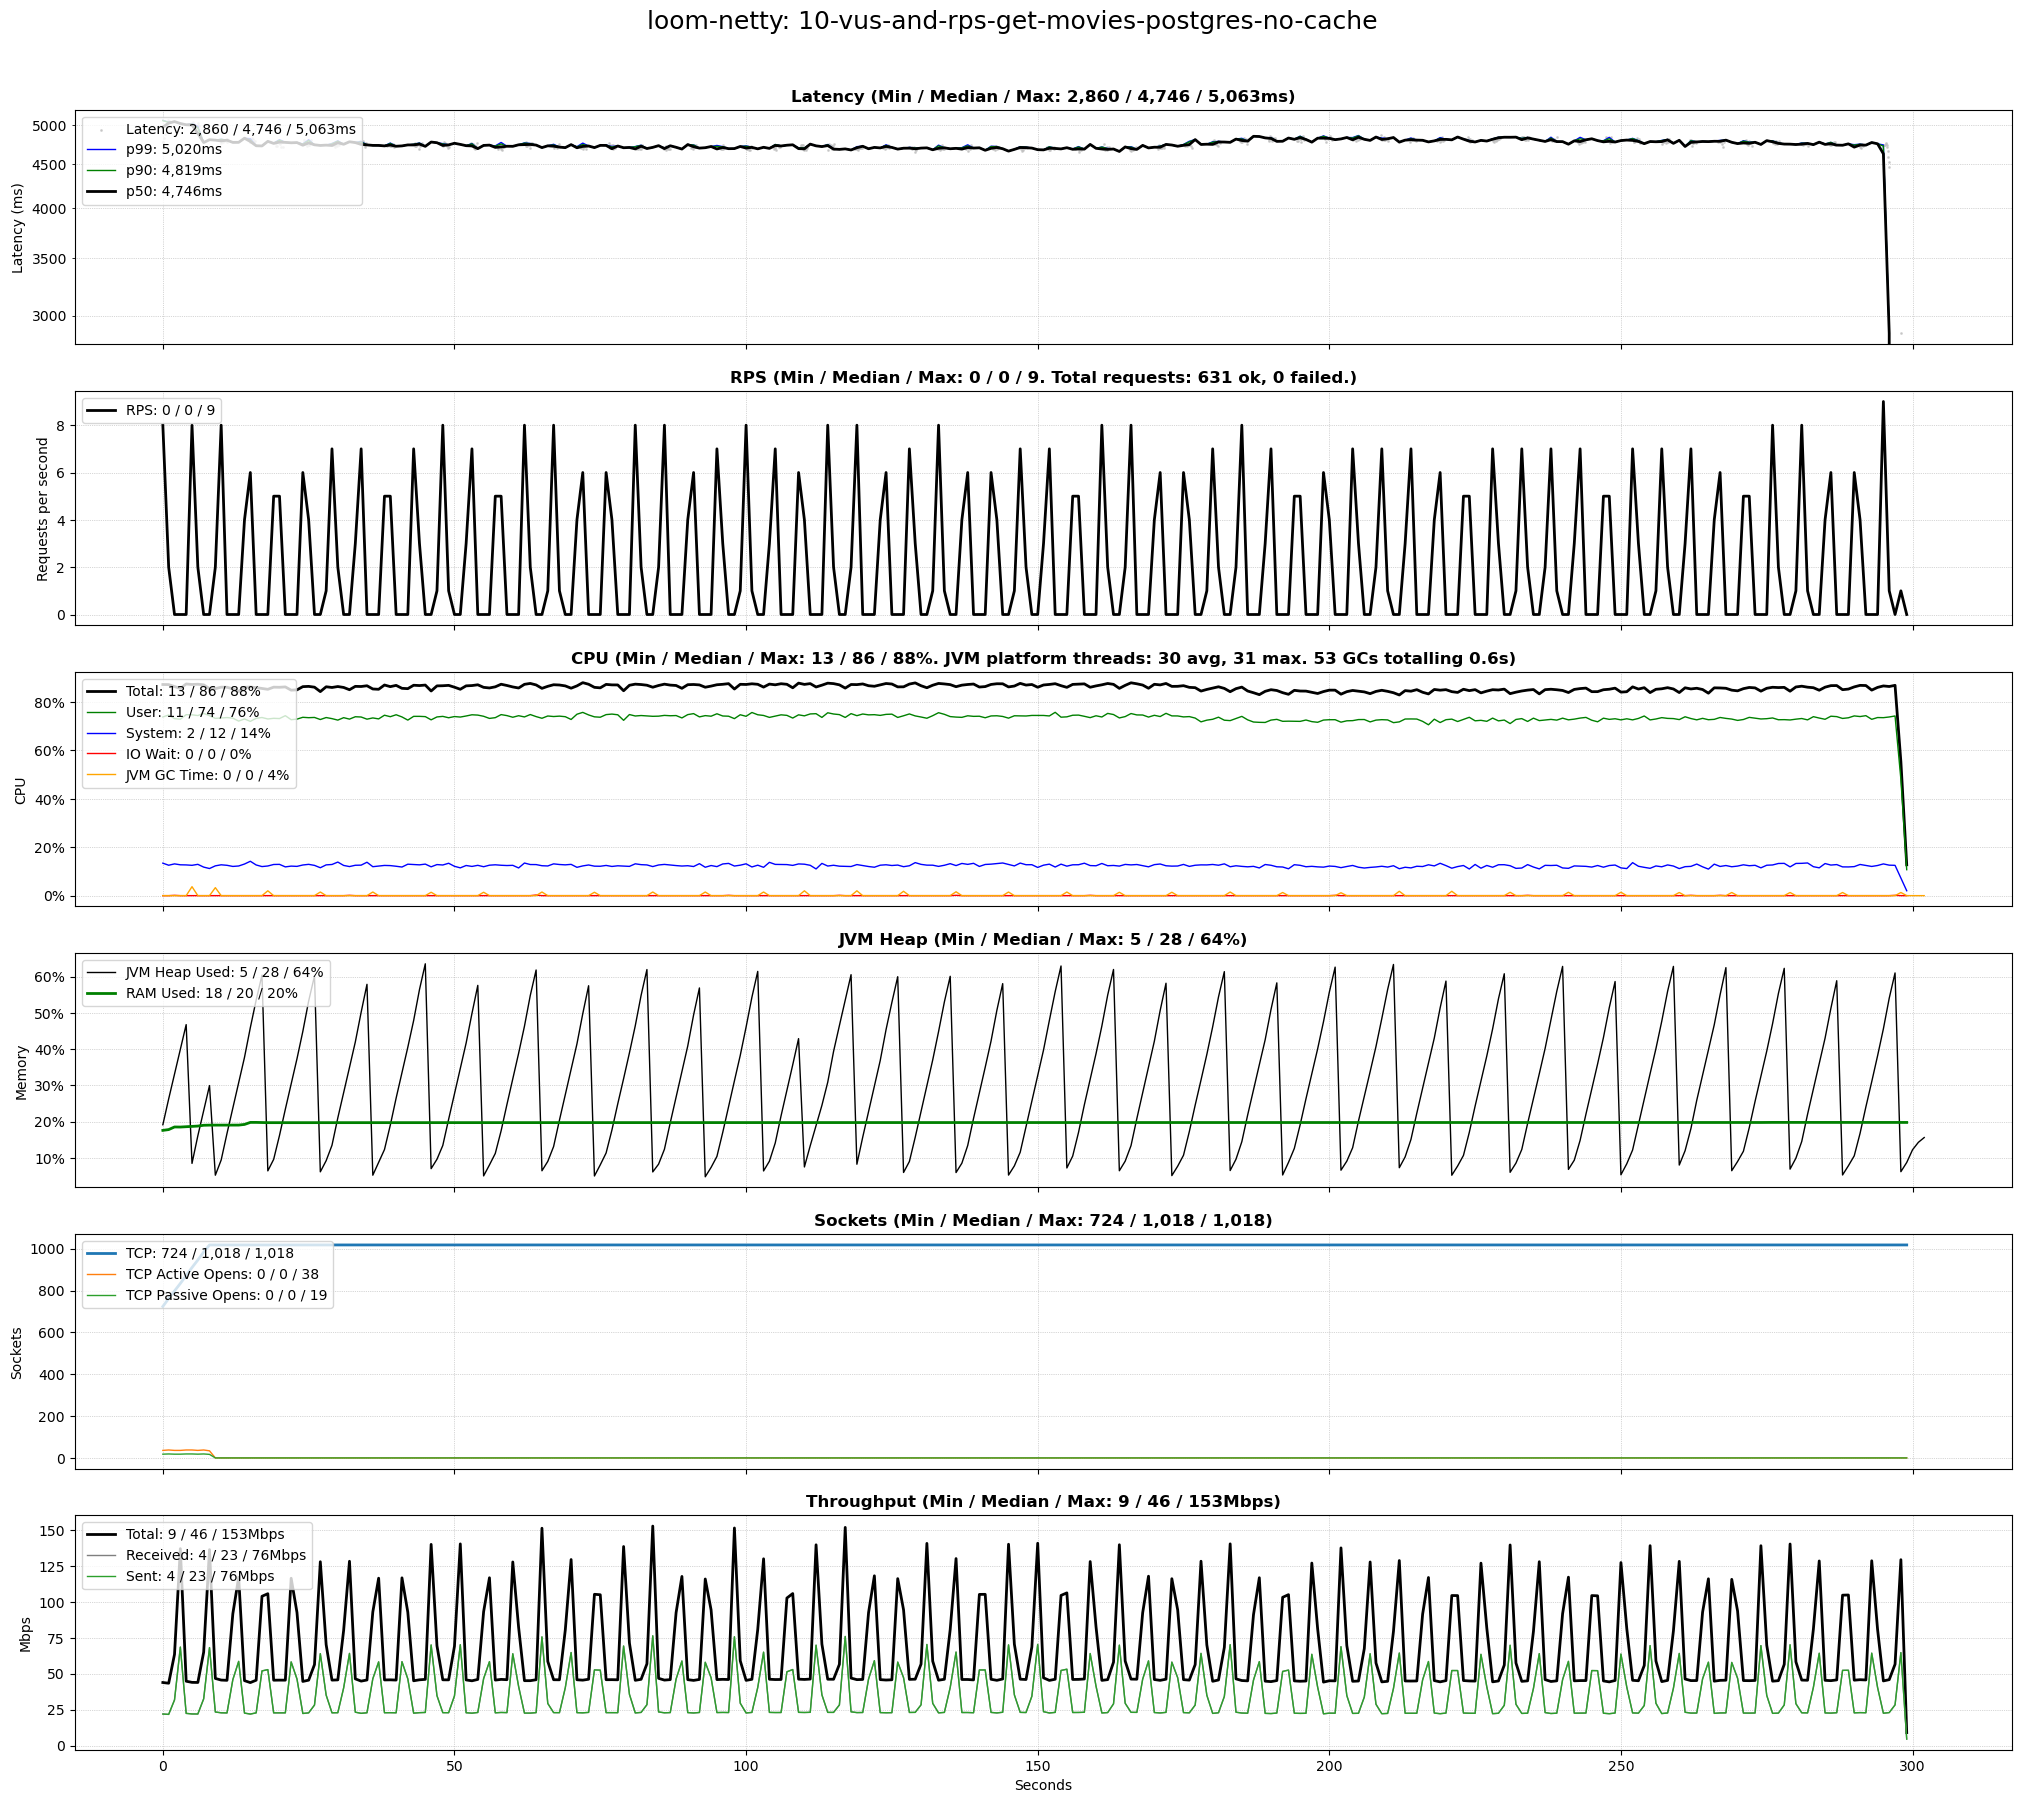 loom-netty: 10-vus-and-rps-get-movies-postgres-no-cache
Latency (Min / Median / Max: 2,860 / 4,746 / 5,063ms)
Latency: 2,860 / 4,746 / 5,063ms
p99: 5,020ms
p90: 4,819ms
p50: 4,746ms
5000
4500
4000
3500
3000
Latency (ms)
RPS (Min / Median / Max: 0 / 0 / 9. Total requests: 631 ok, 0 failed.)
RPS: 0 / 0 / 9
8
6
4
2
0
Requests per second
CPU (Min / Median / Max: 13 / 86 / 88%. JVM platform threads: 30 avg, 31 max. 53 GCs totalling 0.6s)
Total: 13 / 86 / 88%
User: 11 / 74 / 76%
System: 2 / 12 / 14%
IO Wait: 0 / 0 / 0%
JVM GC Time: 0 / 0 / 4%
80%
60%
40%
20%
0%
CPU
JVM Heap (Min / Median / Max: 5 / 28 / 64%)
JVM Heap Used: 5 / 28 / 64%
RAM Used: 18 / 20 / 20%
60%
50%
40%
30%
20%
10%
Memory
Sockets (Min / Median / Max: 724 / 1,018 / 1,018)
TCP: 724 / 1,018 / 1,018
TCP Active Opens: 0 / 0 / 38
TCP Passive Opens: 0 / 0 / 19
1000
800
600
400
200
0
Sockets
Throughput (Min / Median / Max: 9 / 46 / 153Mbps)
Total: 9 / 46 / 153Mbps
Received: 4 / 23 / 76Mbps
Sent: 4 / 23 / 76Mbps
150
125
100
75
50
25
0
Mbps
0 50 100 150 200 250 300
Seconds